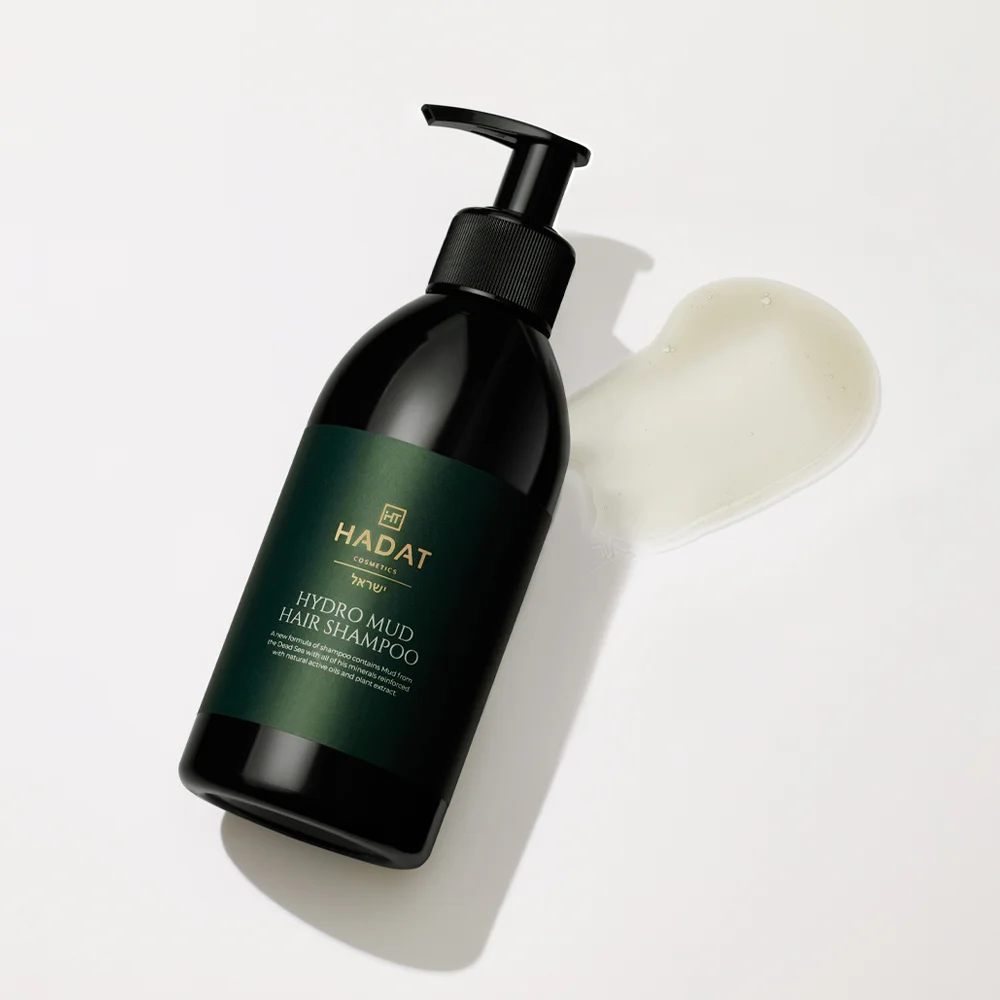 HT
HADAT
COSMETICS
ישראל
HYDRO MUD
HAIR SHAMPOO
A new formula of shampoo contains Mud from
the Dead Sea with all of his minerals reinforced
with natural active oils and plant extract.